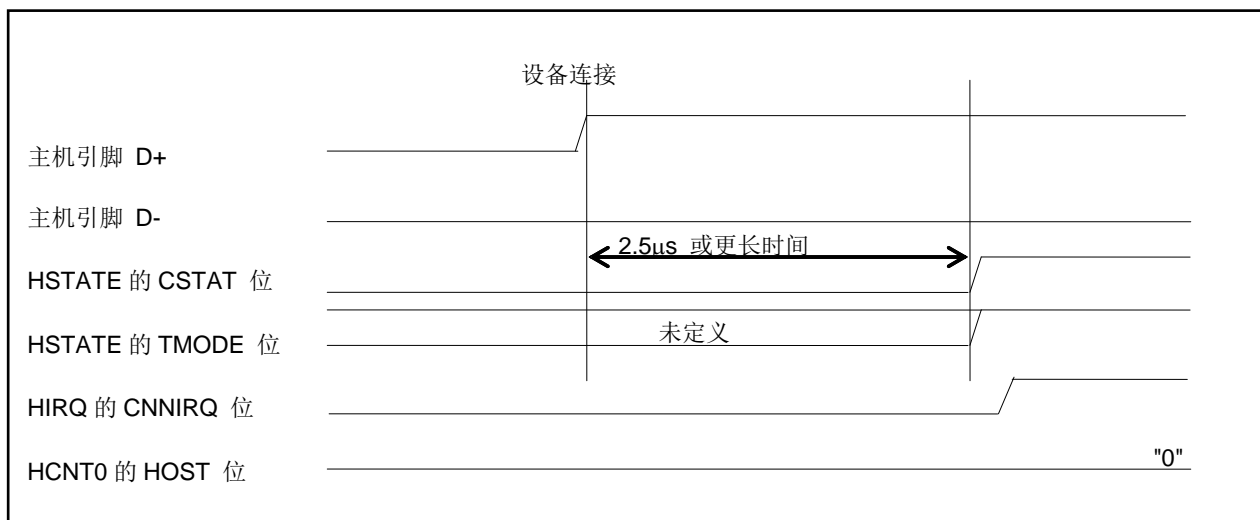 设备连接
主机引脚 D+
主机引脚 D-
2.5μs 或更长时间
HSTATE 的 CSTAT 位
未定义
HSTATE 的 TMODE 位
HIRQ 的 CNNIRQ 位
"0"
HCNT0 的 HOST 位